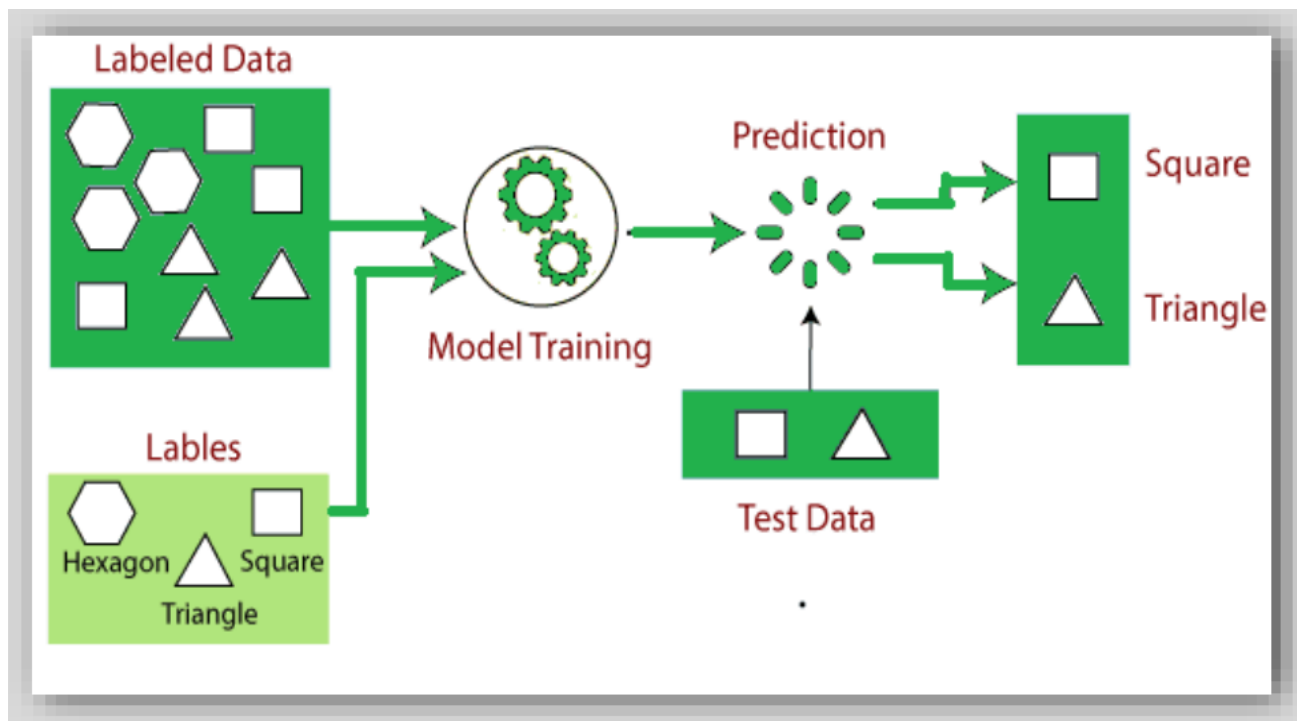 Labeled Data
Prediction
Square
Triangle
Model Training
Lables
Hexagon
Square
Triangle
Test Data